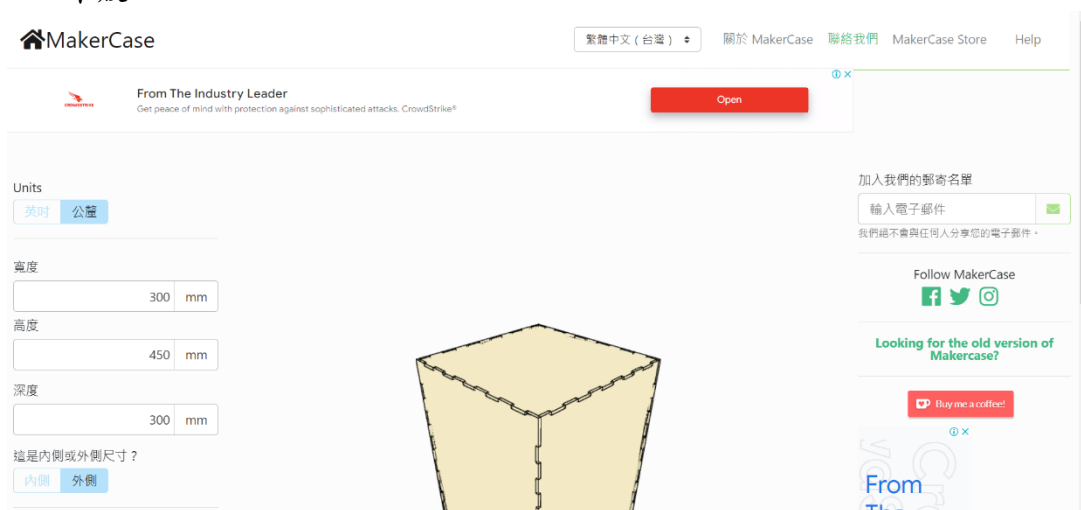 MakerCase
繁體中文 ( 台灣 )
關於 MakerCase
聯絡我們
MakerCase Store
Help
From The Industry Leader
Get peace of mind with protection against sophisticated attacks. CrowdStrike®
Open
CROWDSTRIKE
Units
英吋
公釐
寬度
300 mm
高度
450 mm
深度
300 mm
這是內側或外側尺寸？
內側
外側
加入我們的郵寄名單
輸入電子郵件
我們絕不會與任何人分享您的電子郵件。
Follow MakerCase
Looking for the old version of
Makercase?
Buy me a coffee!
From